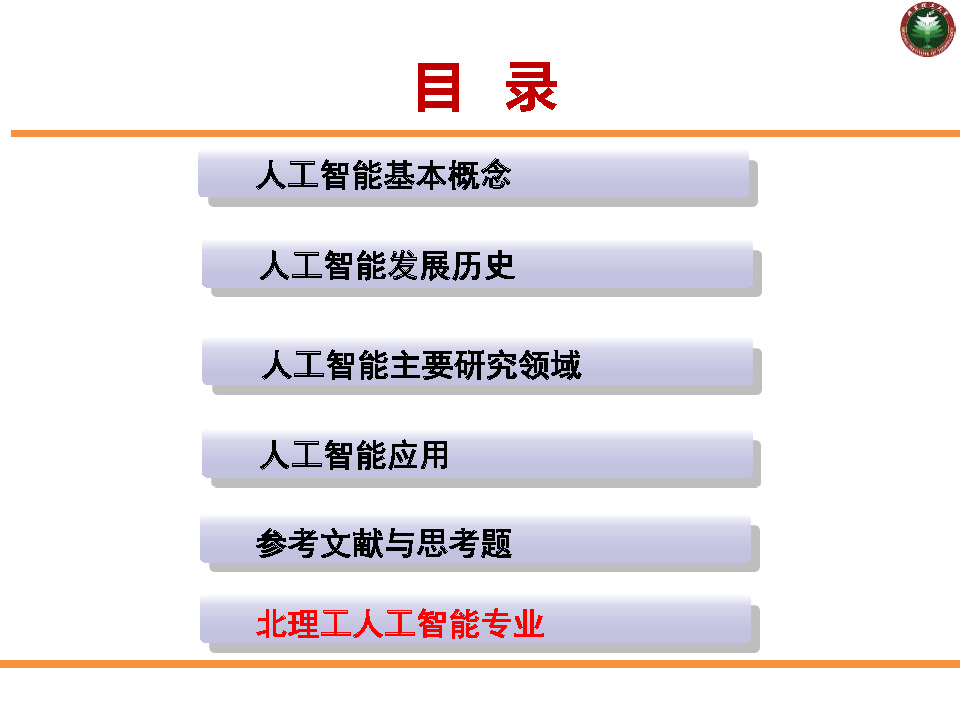 目 录
人工智能基本概念
人工智能发展历史
人工智能主要研究领域
人工智能应用
参考文献与思考题
北理工人工智能专业